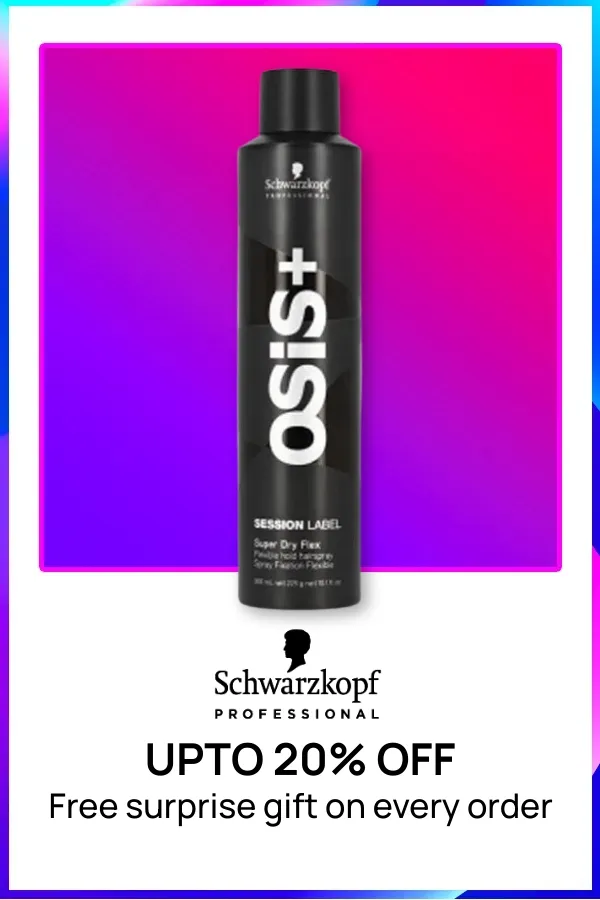 Schwarzkopf
PROFESSIONAL
OSiS+
SESSION LABEL
Super Dry Flex
Flexible hold hairspray
Spray Fixation Flexible
Schwarzkopf
PROFESSIONAL
UPTO 20% OFF
Free surprise gift on every order